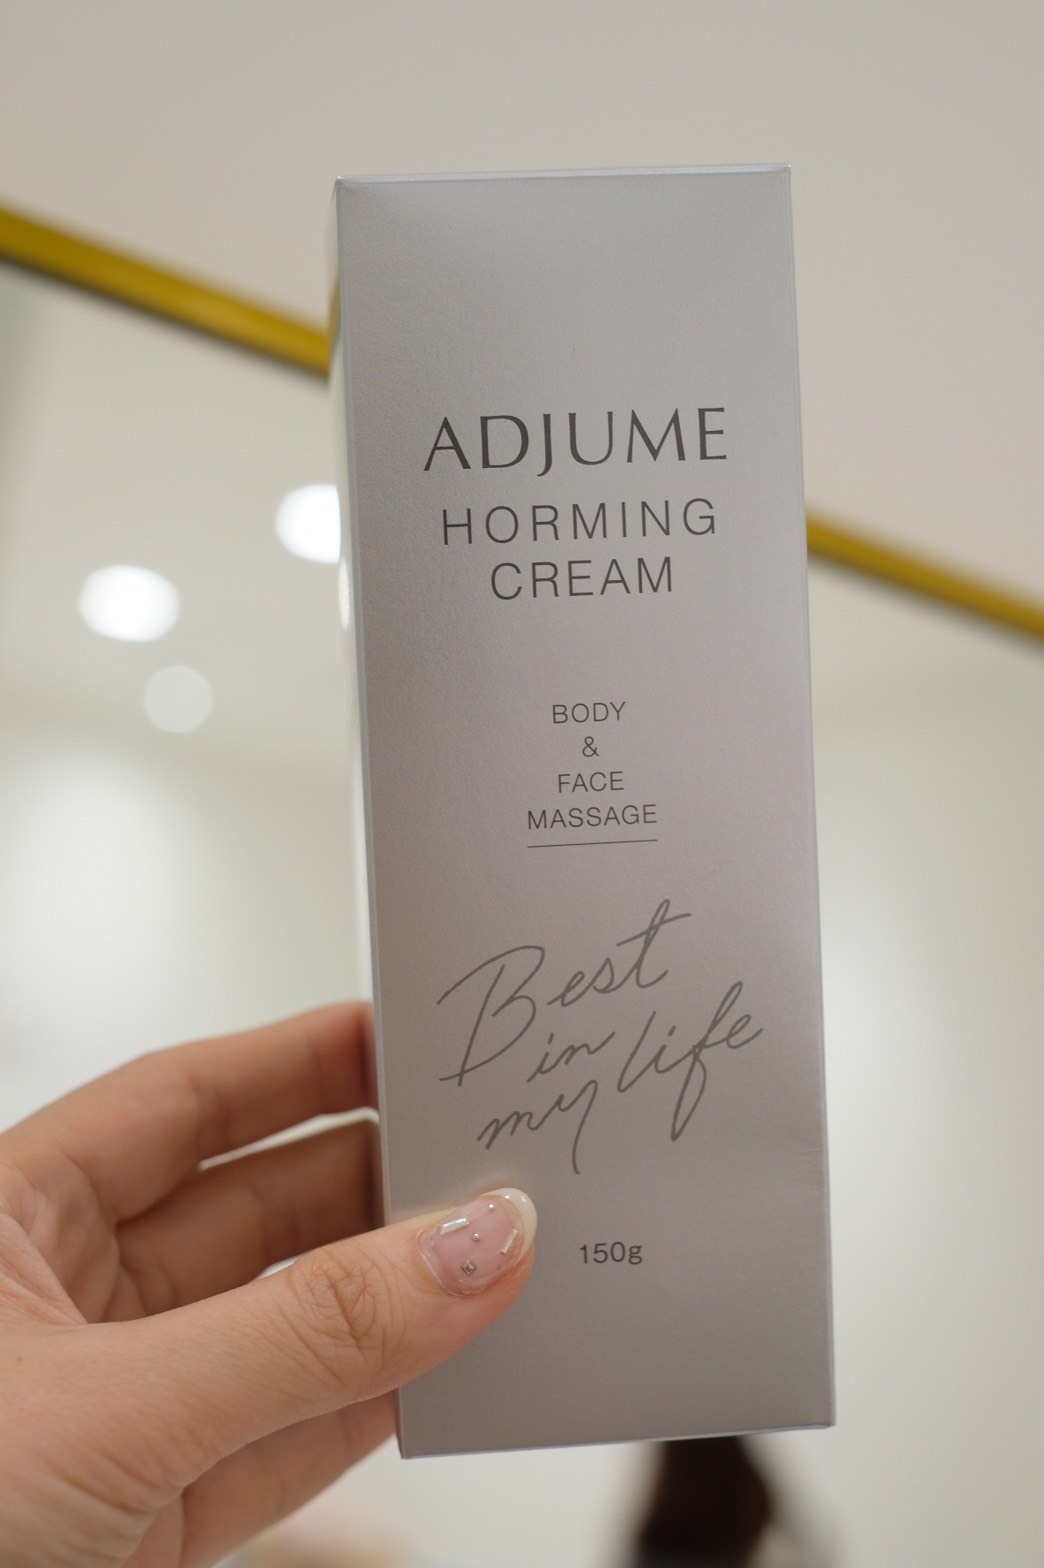 ADJUME
HORMING
CREAM
BODY
&
FACE
MASSAGE
Best
in life
my
150g